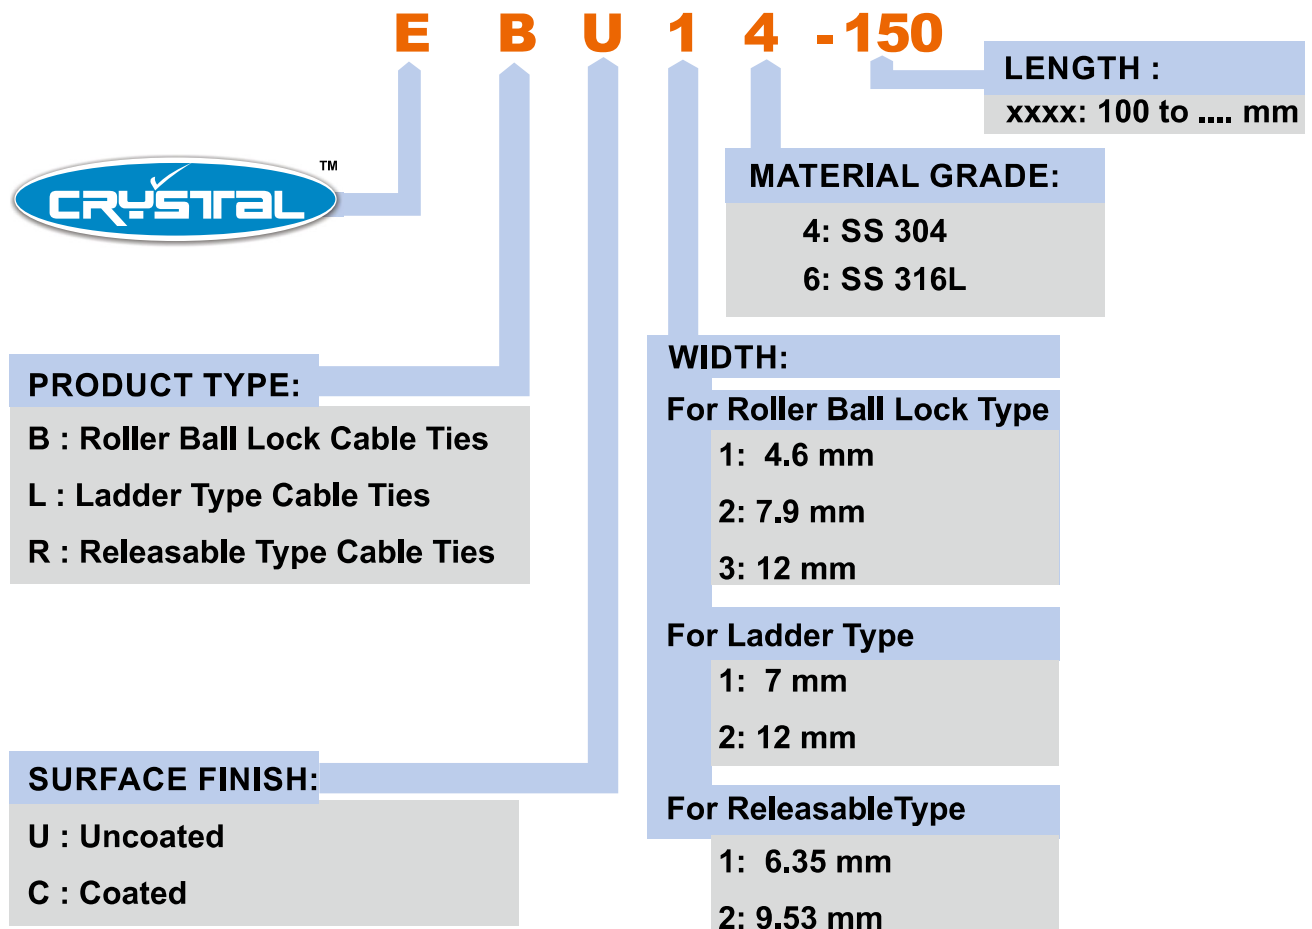 E B U 1 4 - 150
LENGTH :
xxxx: 100 to .... mm
CRYSTAL TM
MATERIAL GRADE:
4: SS 304
6: SS 316L
PRODUCT TYPE:
B : Roller Ball Lock Cable Ties
L : Ladder Type Cable Ties
R : Releasable Type Cable Ties
WIDTH:
For Roller Ball Lock Type
1: 4.6 mm
2: 7.9 mm
3: 12 mm
For Ladder Type
1: 7 mm
2: 12 mm
SURFACE FINISH:
U : Uncoated
C : Coated
For ReleasableType
1: 6.35 mm
2: 9.53 mm